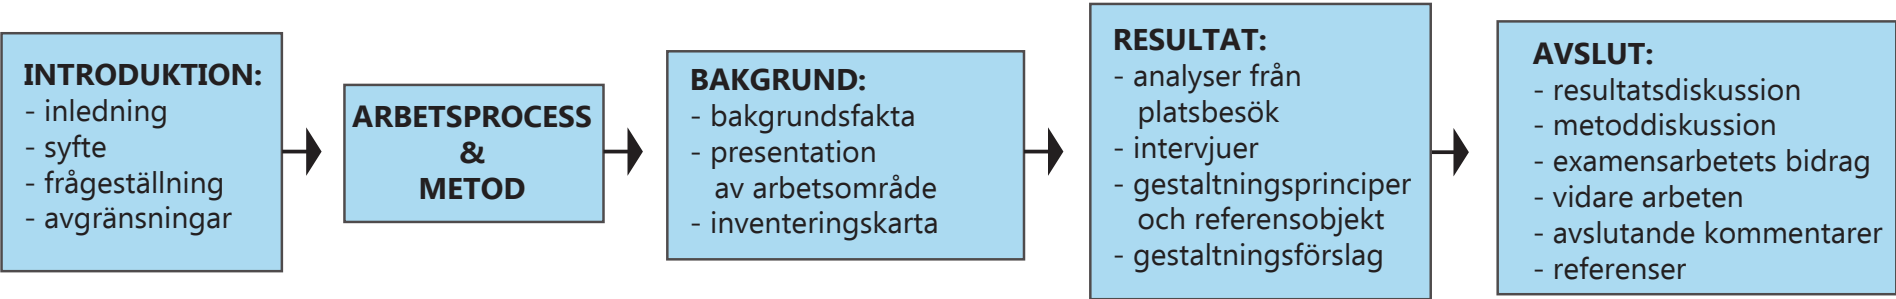 INTRODUKTION:
- inledning
- syfte
- frågeställning
- avgränsningar
ARBETSPROCESS
&
METOD
BAKGRUND:
- bakgrundsfakta
- presentation
av arbetsområde
- inventeringskarta
RESULTAT:
- analyser från
platsbesök
- intervjuer
- gestaltningsprinciper
och referensobjekt
- gestaltningsförslag
AVSLUT:
- resultatsdiskussion
- metoddiskussion
- examensarbetets bidrag
- vidare arbeten
- avslutande kommentarer
- referenser